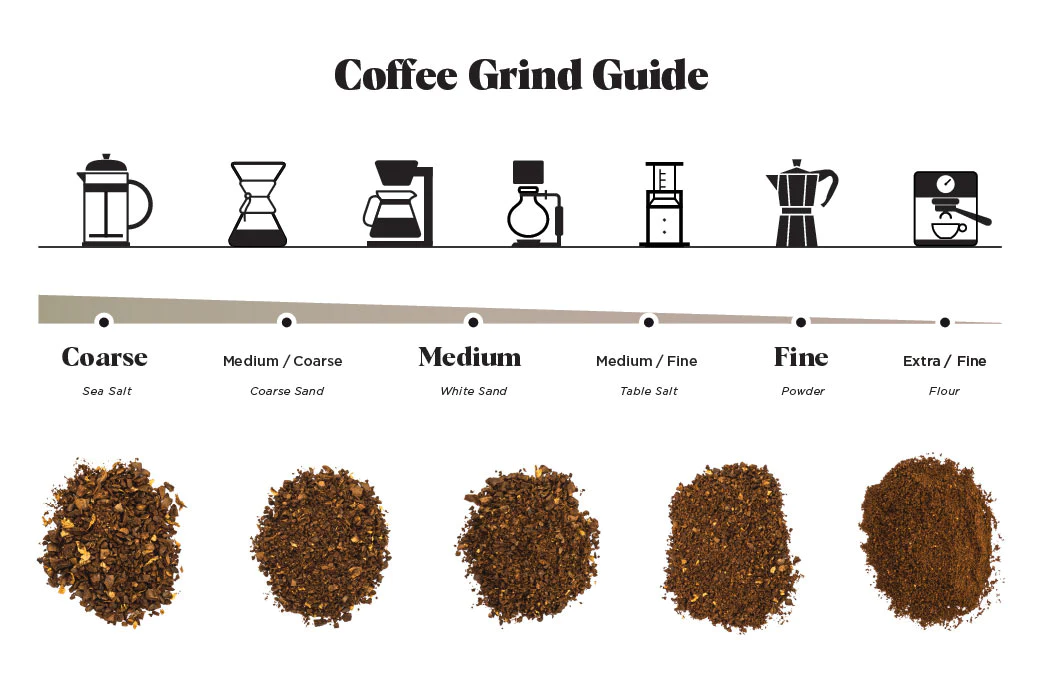 Coffee Grind Guide
Coarse
Medium / Coarse
Medium
Medium / Fine
Fine
Extra / Fine
Sea Salt
Coarse Sand
White Sand
Table Salt
Powder
Flour